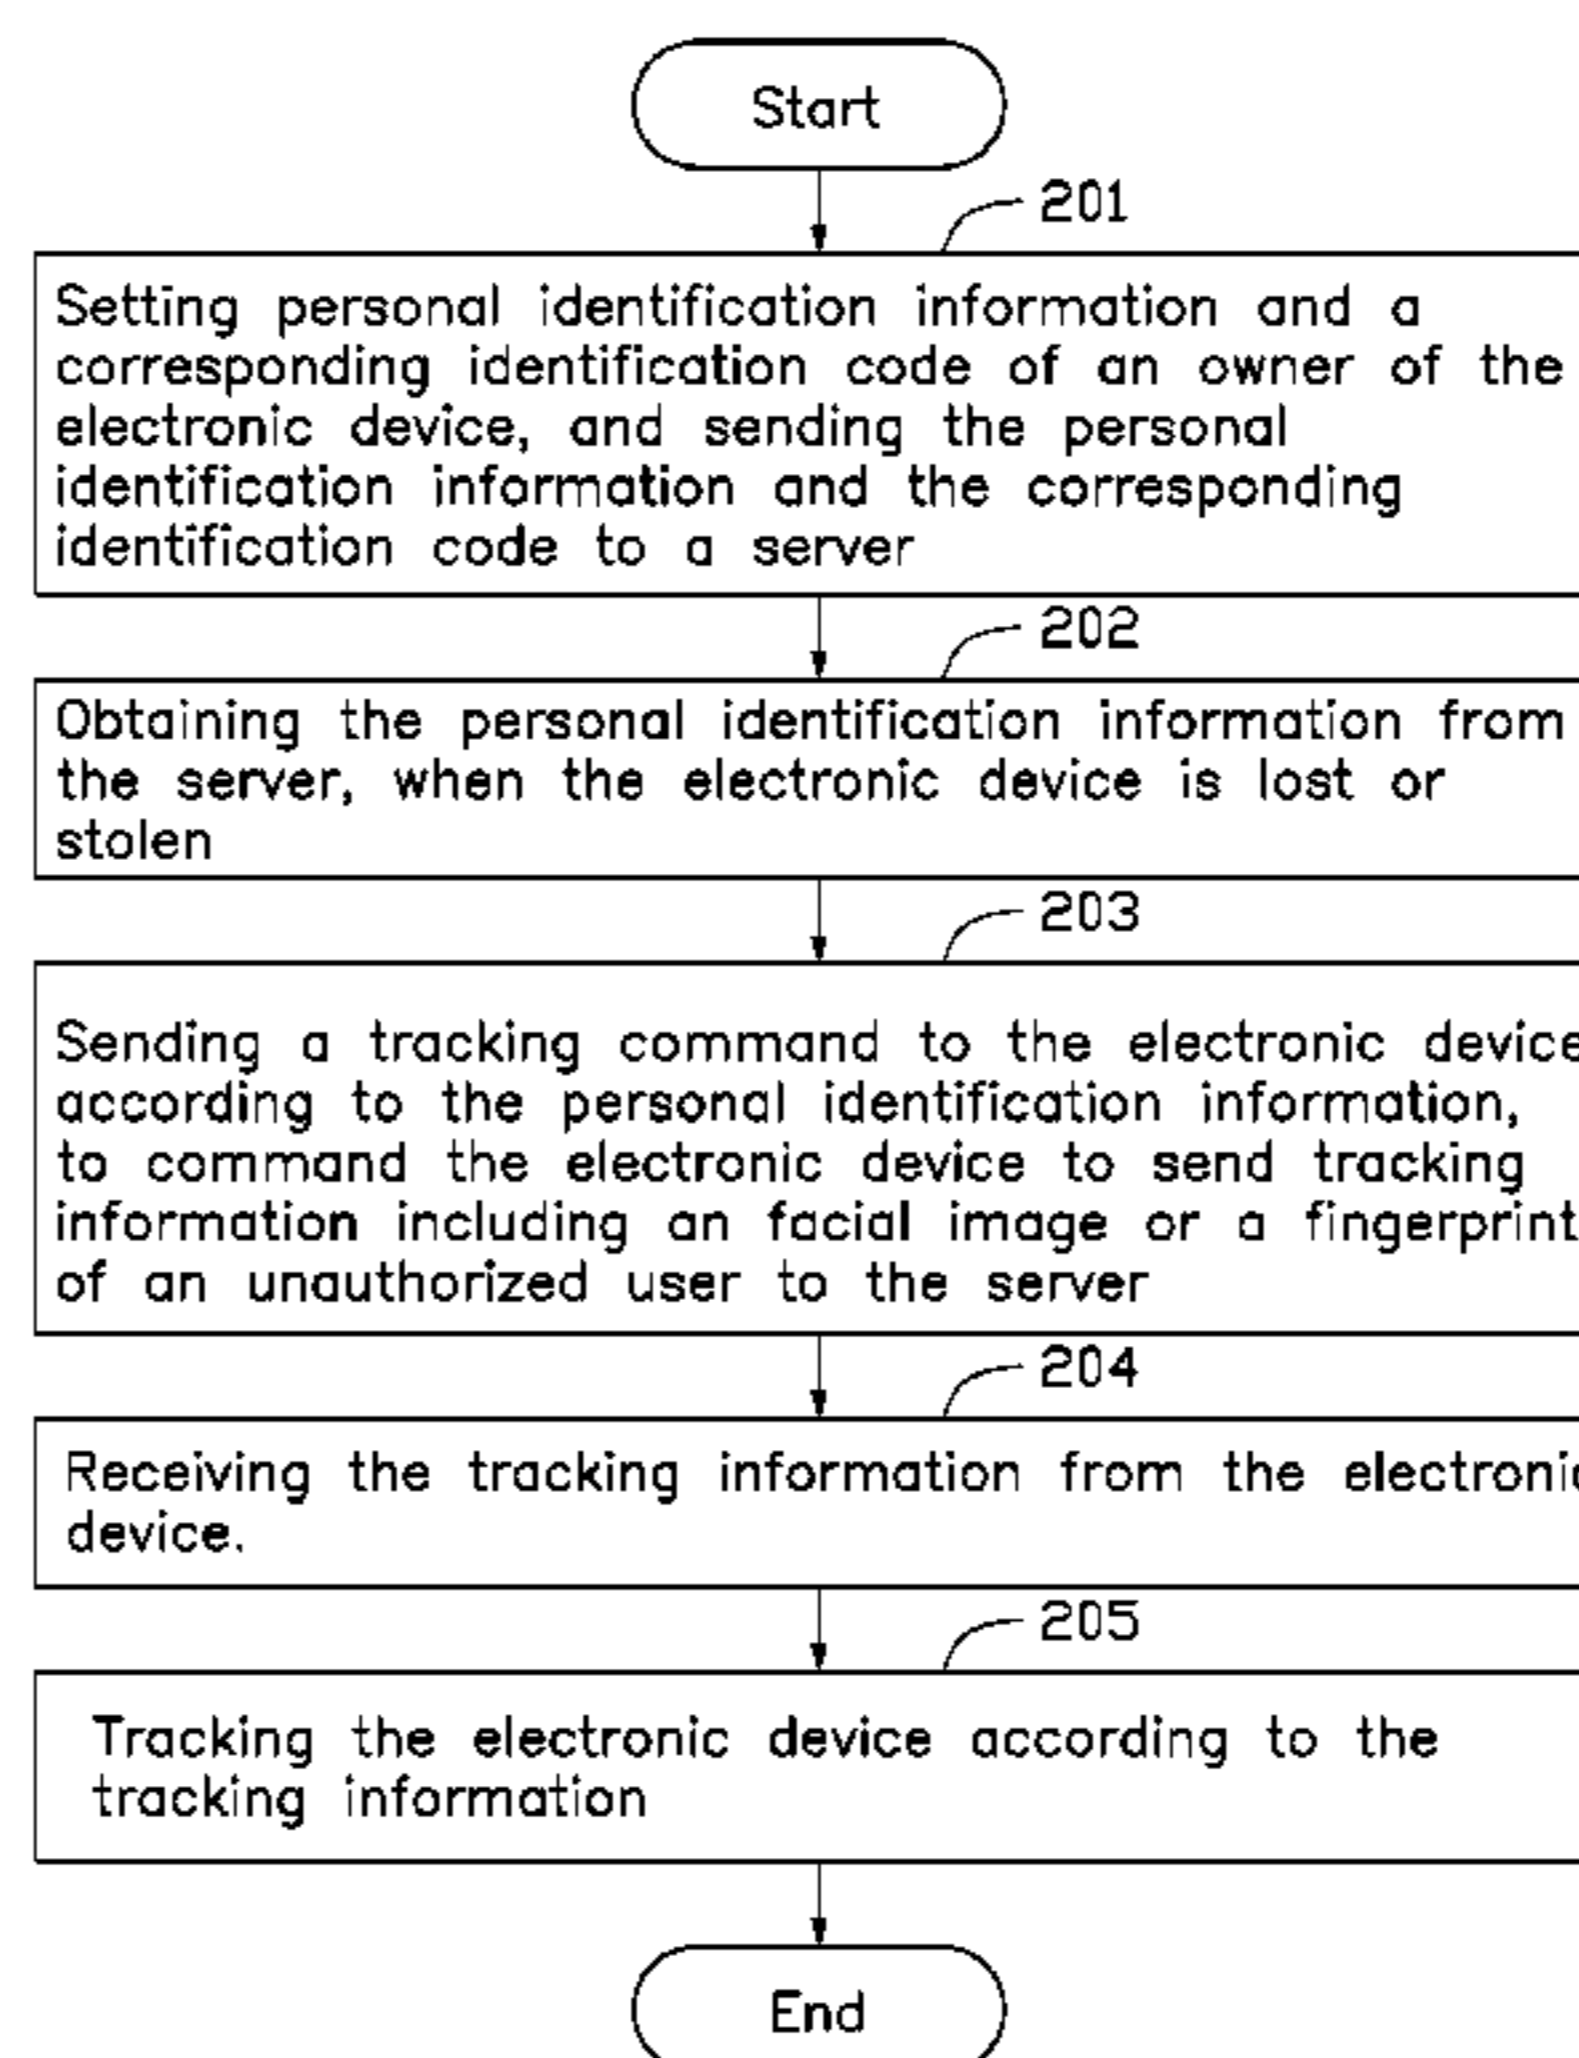 Start
201
Setting personal identification information and a
corresponding identification code of an owner of the
electronic device, and sending the personal
identification information and the corresponding
identification code to a server
202
Obtaining the personal identification information from
the server, when the electronic device is lost or
stolen
203
Sending a tracking command to the electronic device
according to the personal identification information,
to command the electronic device to send tracking
information including an facial image or a fingerprint
of an unauthorized user to the server
204
Receiving the tracking information from the electronic
device.
205
Tracking the electronic device according to the
tracking information
End